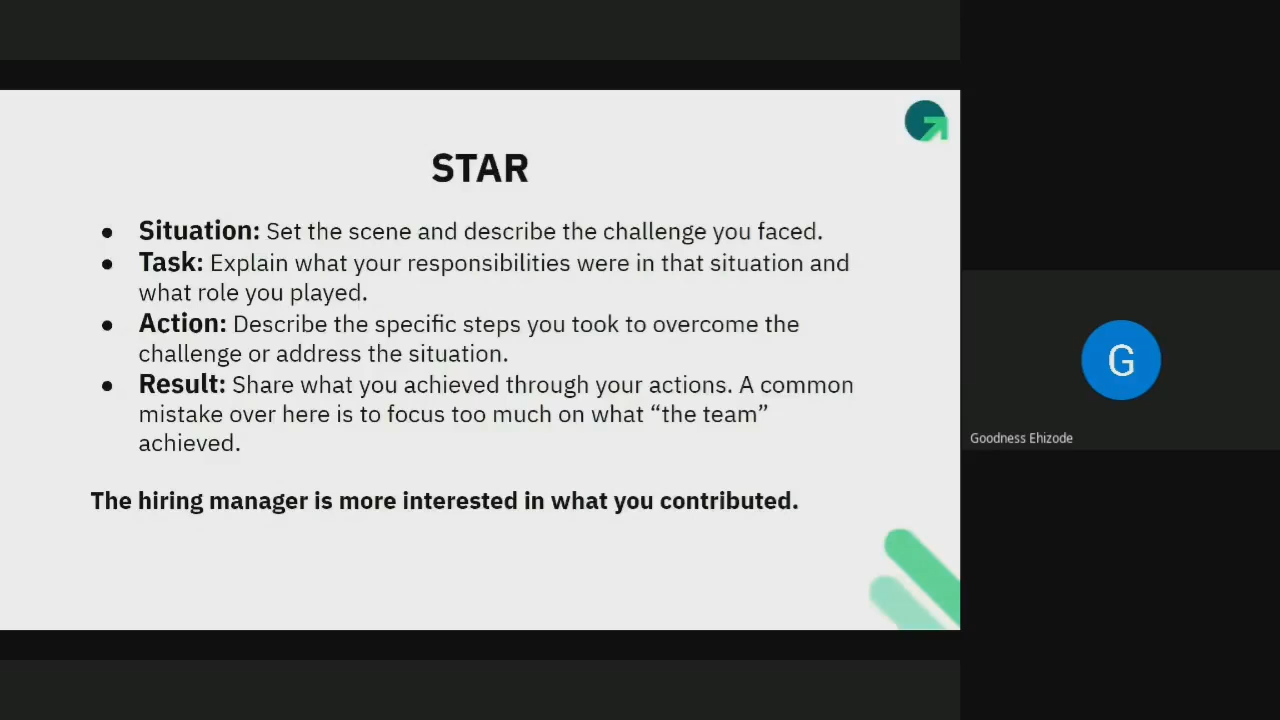 STAR
● Situation: Set the scene and describe the challenge you faced.
● Task: Explain what your responsibilities were in that situation and
what role you played.
● Action: Describe the specific steps you took to overcome the
challenge or address the situation.
● Result: Share what you achieved through your actions. A common
mistake over here is to focus too much on what “the team”
achieved.
The hiring manager is more interested in what you contributed.
G
Goodness Ehizode